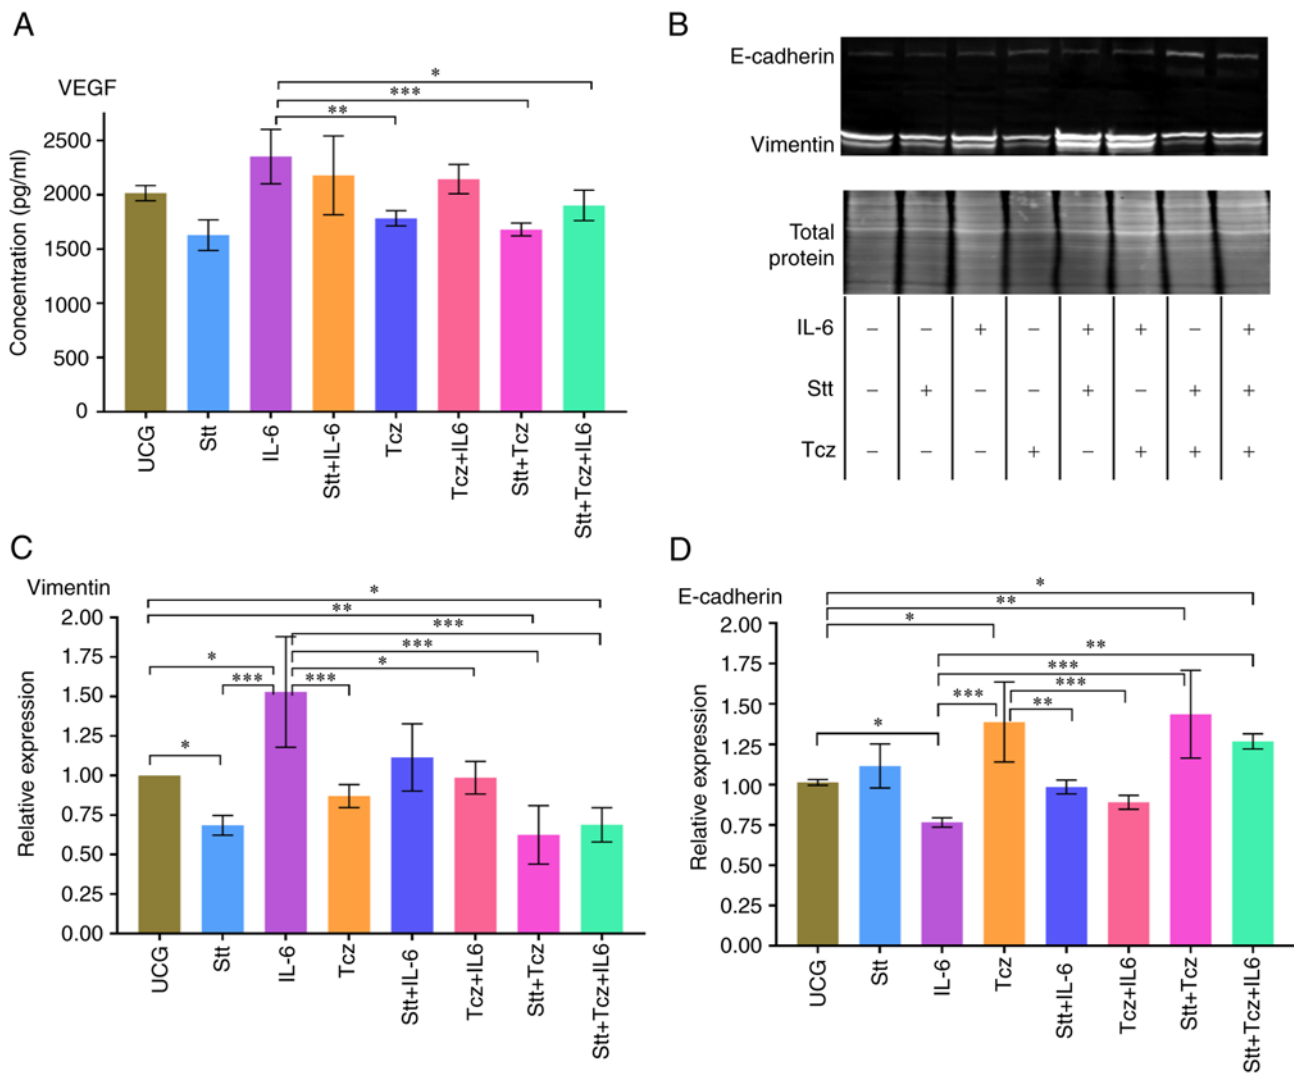 A
VEGF
*
***
**
Concentration (pg/ml)
2500
2000
1500
1000
500
0
UCG
Stt
IL-6
Stt+IL-6
Tcz
Tcz+IL6
Stt+Tcz
Stt+Tcz+IL6
B
E-cadherin
Vimentin
Total
protein
IL-6 – – + – + + – +
Stt – + – – + – + +
Tcz – – – + – + + +
C
Vimentin
*
**
***
***
*
*
***
***
*
Relative expression
2.00
1.75
1.50
1.25
1.00
0.75
0.50
0.25
0.00
UCG
Stt
IL-6
Tcz
Stt+IL-6
Tcz+IL6
Stt+Tcz
Stt+Tcz+IL6
D
E-cadherin
*
**
*
**
***
***
***
**
*
Relative expression
2.00
1.75
1.50
1.25
1.00
0.75
0.50
0.25
0.00
UCG
Stt
IL-6
Tcz
Stt+IL-6
Tcz+IL6
Stt+Tcz
Stt+Tcz+IL6